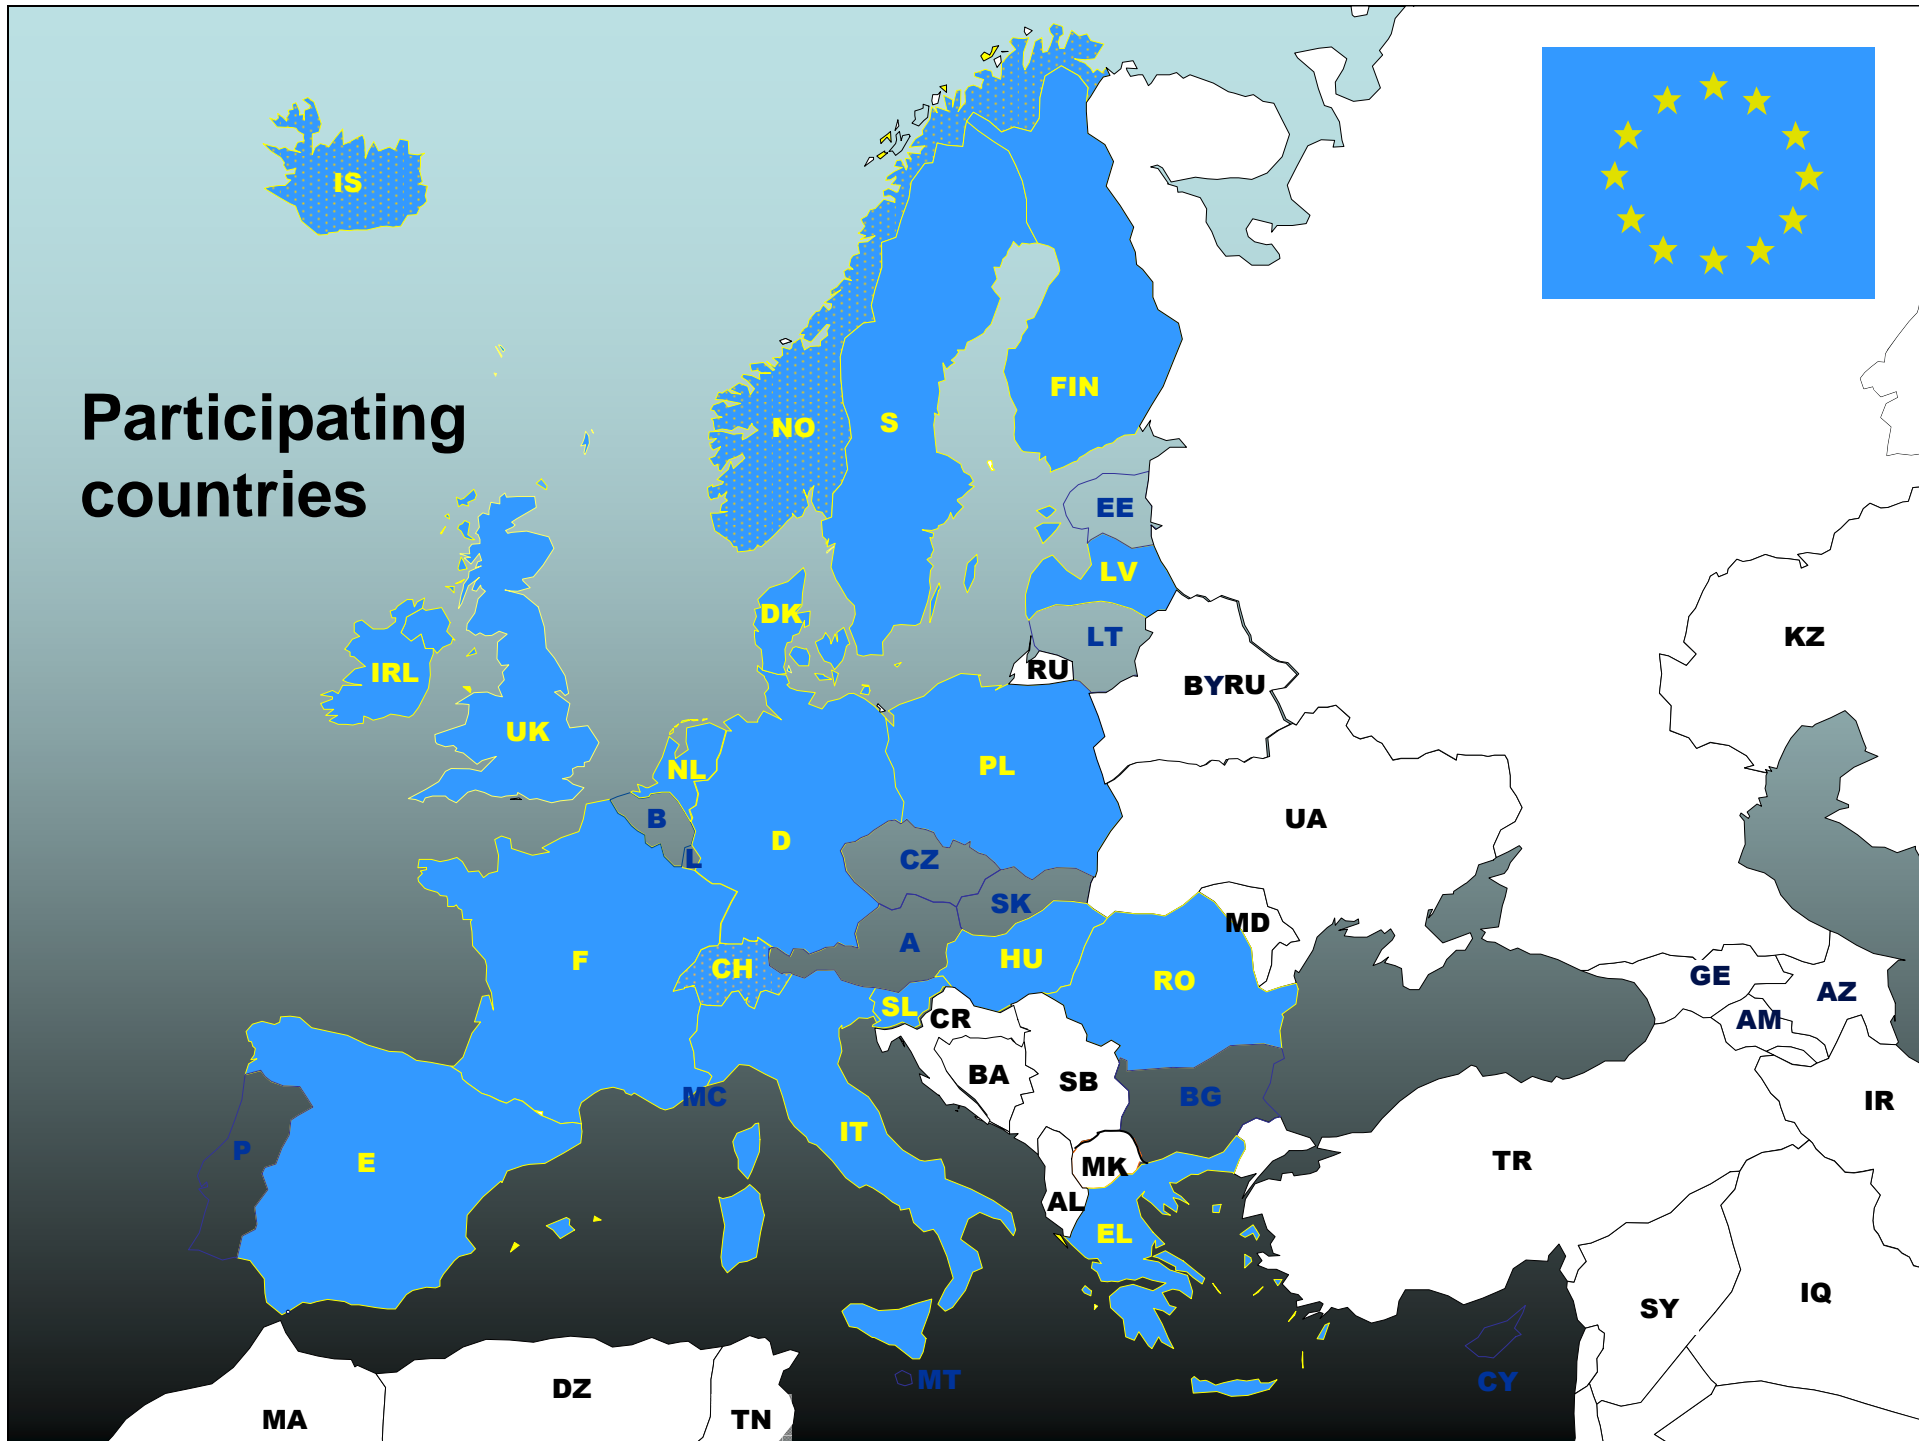 IS
Participating
countries
NO
S
FIN
EE
LV
DK
LT
KZ
IRL
RU
BYRU
UK
NL
PL
B
D
UA
L
CZ
SK
MD
A
F
CH
HU
RO
GE
AZ
SL
CR
AM
BA
SB
MC
BG
IR
IT
P
E
MK
TR
AL
EL
SY
IQ
MT
CY
DZ
MA
TN